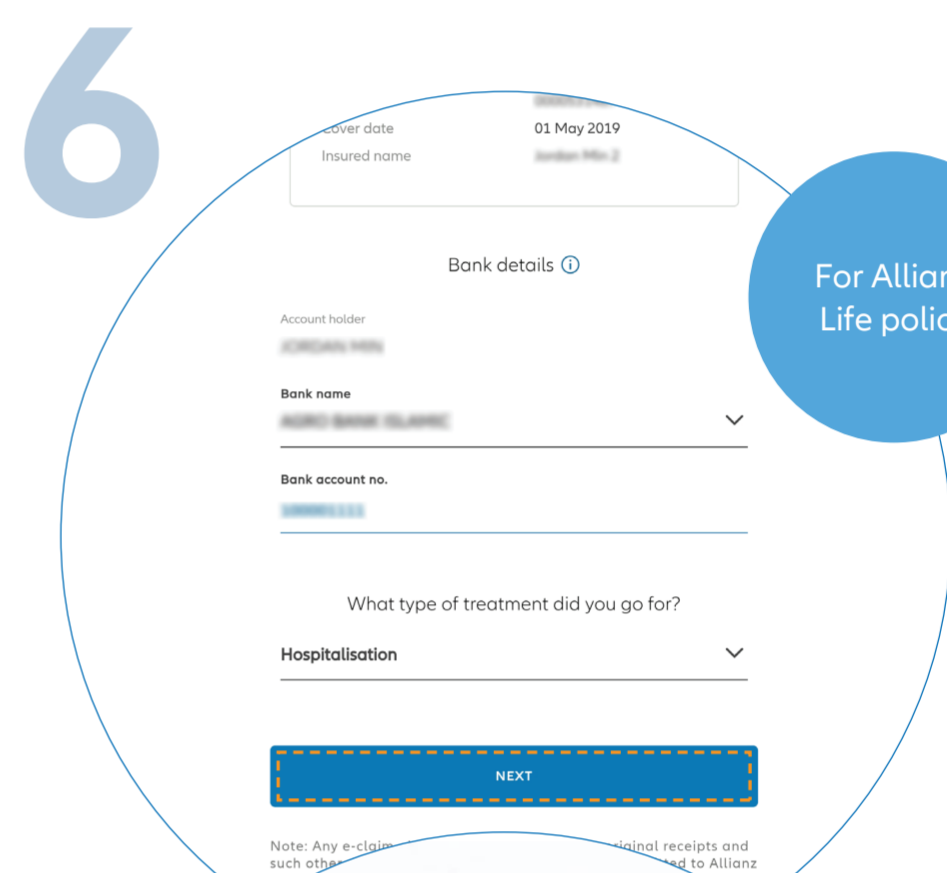 6
Cover date 01 May 2019
Insured name
Bank details
Account holder
Bank name
Bank account no.
What type of treatment did you go for?
Hospitalisation
NEXT
Note: Any e-claim riginal receipts and
such other ted to Allianz
For Allian
Life polic